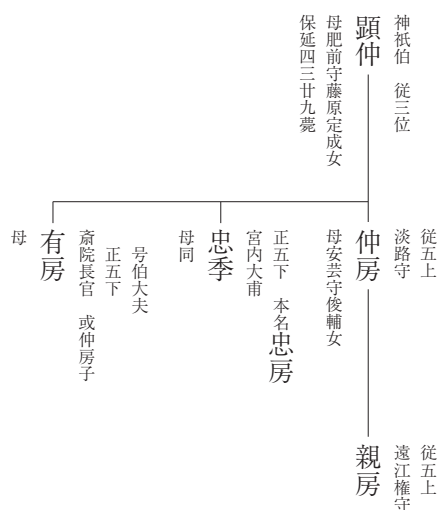 神祇伯　従三位
顕仲
母肥前守藤原定成女
保延四三廿九薨
従五上
淡路守
仲房
母安芸守俊輔女
正五下　本名忠房
宮内大甫
忠季
母同
号伯大夫
正五下
斎院長官　或仲房子
有房
母
従五上
遠江権守
親房